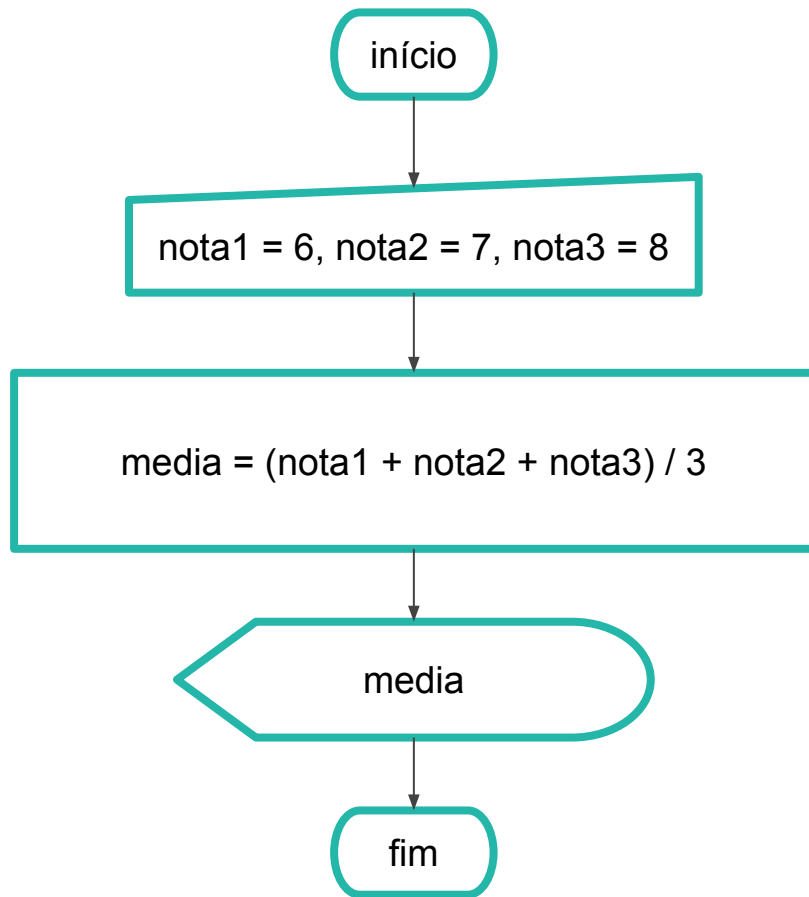 início
nota1 = 6, nota2 = 7, nota3 = 8
media = (nota1 + nota2 + nota3) / 3
media
fim